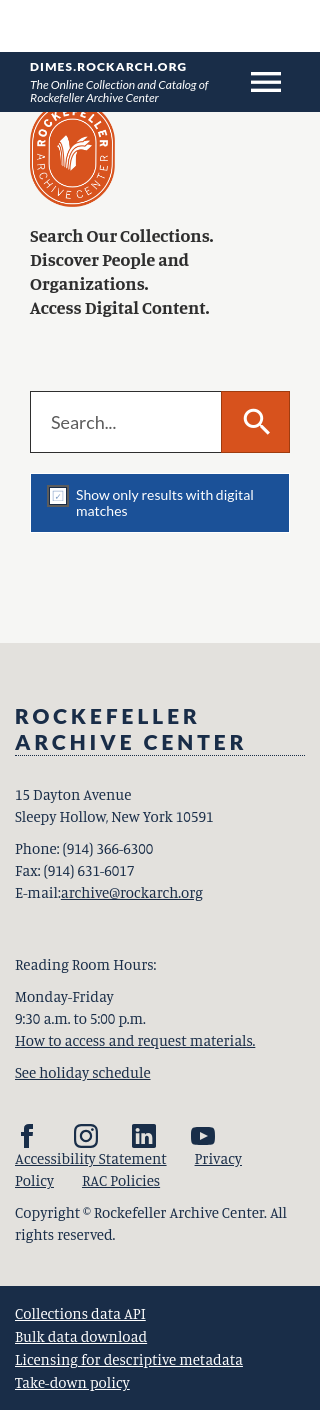 DIMES.ROCKARCH.ORG
The Online Collection and Catalog of
Rockefeller Archive Center
ROCKEFELLER
ARCHIVE CENTER
Search Our Collections.
Discover People and
Organizations.
Access Digital Content.
Search...
Show only results with digital
matches
ROCKEFELLER
ARCHIVE CENTER
15 Dayton Avenue
Sleepy Hollow, New York 10591
Phone: (914) 366-6300
Fax: (914) 631-6017
E-mail:archive@rockarch.org
Reading Room Hours:
Monday-Friday
9:30 a.m. to 5:00 p.m.
How to access and request materials.
See holiday schedule
Accessibility Statement Privacy
Policy RAC Policies
Copyright © Rockefeller Archive Center. All
rights reserved.
Collections data API
Bulk data download
Licensing for descriptive metadata
Take-down policy